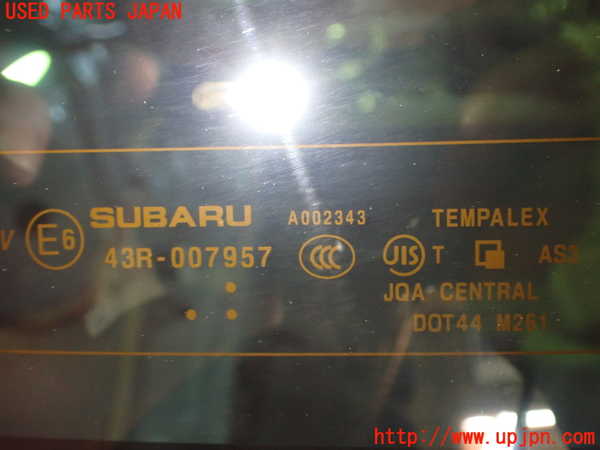 USED PARTS JAPAN
V E6 SUBARU A002343 TEMPALEX
43R-007957 CCC JIS T AS3
JQA-CENTRAL
DOT44 M261
http://www.upjpn.com/